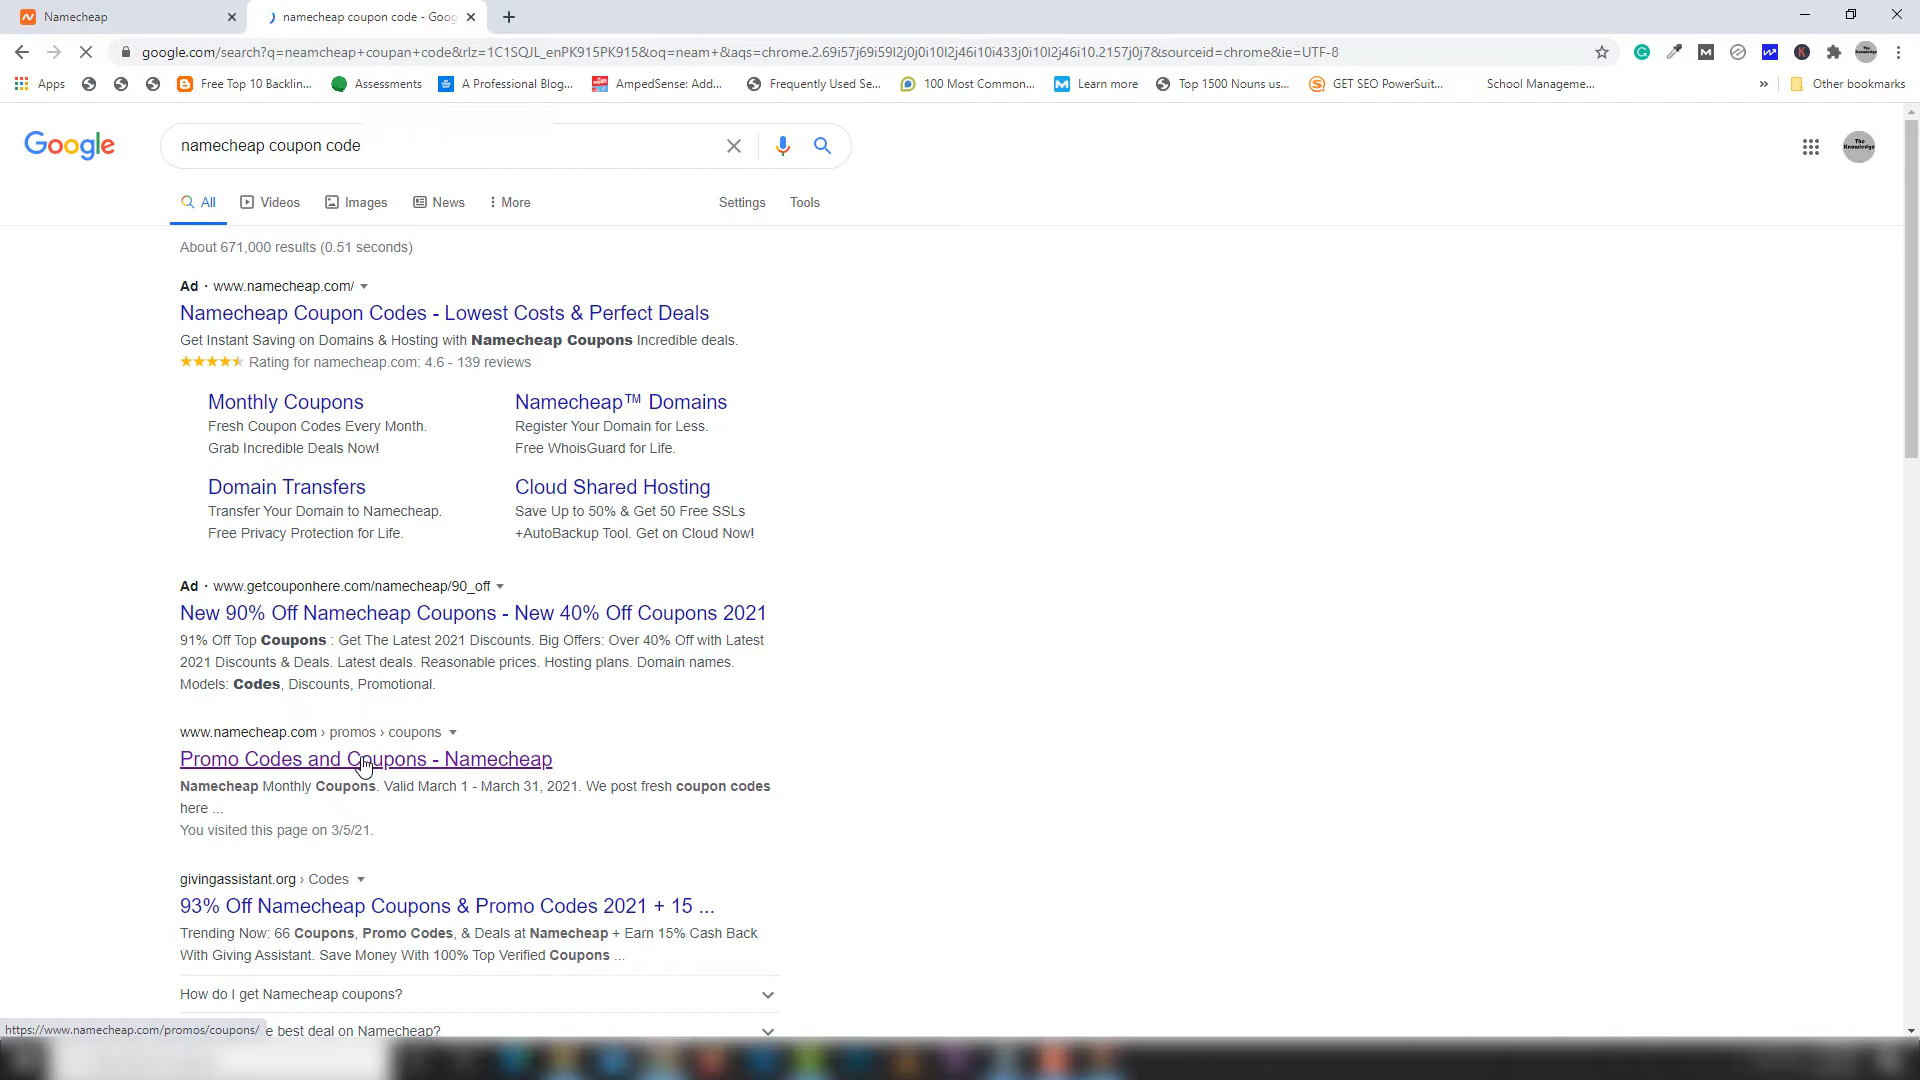 Namecheap
namecheap coupon code - Goog
google.com/search?q=neamcheap+coupan+code&rlz=1C1SQJL_enPK915PK915&oq=neam+&aqs=chrome.2.69i57j69i59l2j0j0i10l2j46i10i433j0i10l2j46i10.2157j0j7&sourceid=chrome&ie=UTF-8
Apps
Free Top 10 Backlin...
Assessments
A Professional Blog...
AmpedSense: Add...
Frequently Used Se...
100 Most Common...
Learn more
Top 1500 Nouns us...
GET SEO PowerSuit...
School Manageme...
»
Other bookmarks
Google
namecheap coupon code
The Knowledge
All
Videos
Images
News
More
Settings
Tools
About 671,000 results (0.51 seconds)
Ad · www.namecheap.com/
Namecheap Coupon Codes - Lowest Costs & Perfect Deals
Get Instant Saving on Domains & Hosting with Namecheap Coupons Incredible deals.
Rating for namecheap.com: 4.6 - 139 reviews
Monthly Coupons
Fresh Coupon Codes Every Month.
Grab Incredible Deals Now!
Namecheap™ Domains
Register Your Domain for Less.
Free WhoisGuard for Life.
Domain Transfers
Transfer Your Domain to Namecheap.
Free Privacy Protection for Life.
Cloud Shared Hosting
Save Up to 50% & Get 50 Free SSLs
+AutoBackup Tool. Get on Cloud Now!
Ad · www.getcouponhere.com/namecheap/90_off
New 90% Off Namecheap Coupons - New 40% Off Coupons 2021
91% Off Top Coupons : Get The Latest 2021 Discounts. Big Offers: Over 40% Off with Latest
2021 Discounts & Deals. Latest deals. Reasonable prices. Hosting plans. Domain names.
Models: Codes, Discounts, Promotional.
www.namecheap.com › promos › coupons
Promo Codes and Coupons - Namecheap
Namecheap Monthly Coupons. Valid March 1 - March 31, 2021. We post fresh coupon codes
here ...
You visited this page on 3/5/21.
givingassistant.org › Codes
93% Off Namecheap Coupons & Promo Codes 2021 + 15 ...
Trending Now: 66 Coupons, Promo Codes, & Deals at Namecheap + Earn 15% Cash Back
With Giving Assistant. Save Money With 100% Top Verified Coupons ...
How do I get Namecheap coupons?
https://www.namecheap.com/promos/coupons/
e best deal on Namecheap?